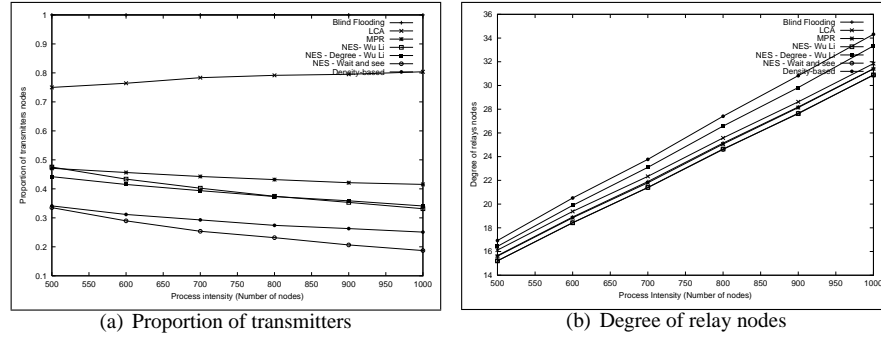 1
0.9
0.8
0.7
0.6
0.5
0.4
0.3
0.2
0.1
Proportion of transmitters nodes
500 550 600 650 700 750 800 850 900 950 1000
Process intensity (Number of nodes)
Blind Flooding
LCA
MPR
NES- Wu Li
NES - Degree - Wu Li
NES - Wait and see
Density-based
(a) Proportion of transmitters
36
34
32
30
28
26
24
22
20
18
16
14
Degree of relays nodes
500 550 600 650 700 750 800 850 900 950 1000
Process Intensity (Number of nodes)
Blind Flooding
LCA
MPR
NES- Wu Li
NES - Degree - Wu Li
NES - Wait and see
Density-based
(b) Degree of relay nodes